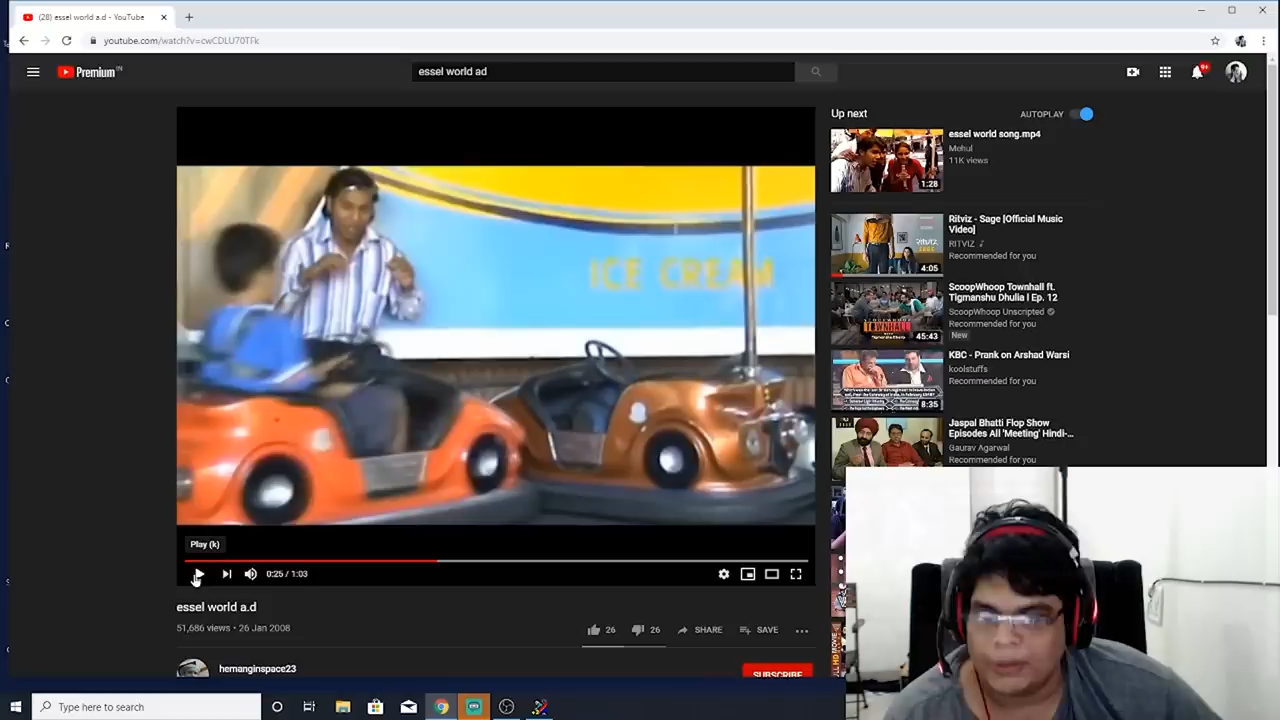 (28) essel world a.d - YouTube
youtube.com/watch?v=cwCDLU70TFk
Premium IN
essel world ad
9+
ICE CREAM
Play (k)
0:25 / 1:03
essel world a.d
51,686 views • 26 Jan 2008
26
26
SHARE
SAVE
hemanginspace23
SUBSCRIBE
Up next
AUTOPLAY
essel world song.mp4
Mehul
11K views
1:28
Ritviz - Sage [Official Music
Video]
RITVIZ
Recommended for you
RITVIZ
4:05
ScoopWhoop Townhall ft.
Tigmanshu Dhulia l Ep. 12
ScoopWhoop Unscripted
Recommended for you
New
TOWNHALL
45:43
KBC - Prank on Arshad Warsi
koolstuffs
Recommended for you
8:35
Jaspal Bhatti Flop Show
Episodes All 'Meeting' Hindi-...
Gaurav Agarwal
Recommended for you
Type here to search